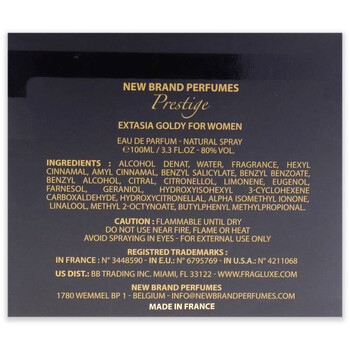 NEW BRAND PERFUMES
Prestige
EXTASIA GOLDY FOR WOMEN
EAU DE PARFUM - NATURAL SPRAY
℮100ML / 3.3 FL.OZ - 80% VOL.
INGREDIENTS : ALCOHOL DENAT, WATER, FRAGRANCE, HEXYL
CINNAMAL, AMYL CINNAMAL, BENZYL SALICYLATE, BENZYL BENZOATE,
BENZYL ALCOHOL, CITRAL, CITRONELLOL, LIMONENE, EUGENOL,
FARNESOL, GERANIOL, HYDROXYISOHEXYL 3-CYCLOHEXENE
CARBOXALDEHYDE, HYDROXYCITRONELLAL, ALPHA ISOMETHYL IONONE,
LINALOOL, METHYL 2-OCTYNOATE, BUTYLPHENYL METHYLPROPIONAL.
CAUTION : FLAMMABLE UNTIL DRY
DO NOT USE NEAR FIRE, FLAME OR HEAT
AVOID SPRAYING IN EYES - FOR EXTERNAL USE ONLY
REGISTRED TRADEMARKS :
IN FRANCE : N° 3448590 - IN E.U.: N° 6795769 - IN U.S.A.: N° 4211068
US DIST.: BB TRADING INC. MIAMI, FL 33122 - WWW.FRAGLUXE.COM
NEW BRAND PERFUMES
1780 WEMMEL BP 1 - BELGIUM - INFO@NEWBRANDPERFUMES.COM
MADE IN FRANCE